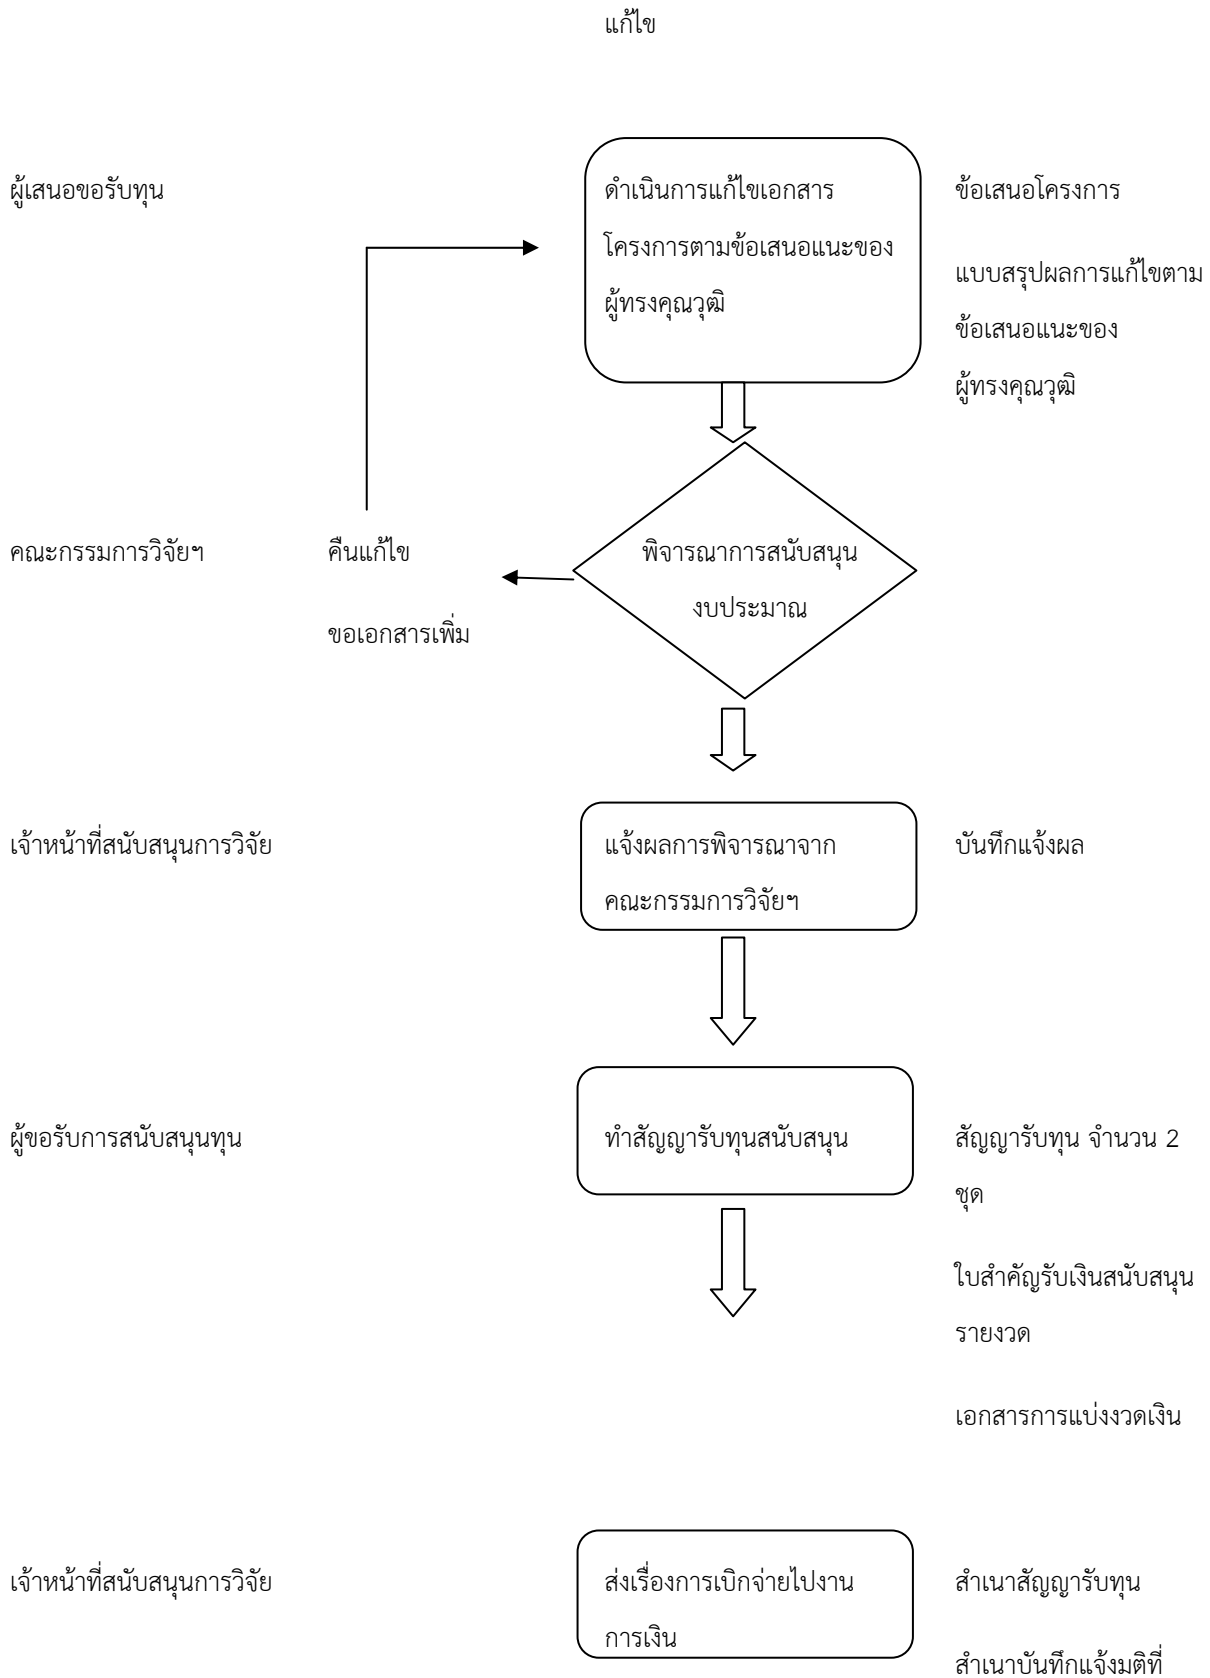 แก้ไข
ผู้เสนอขอรับทุน
ดำเนินการแก้ไขเอกสาร
โครงการตามข้อเสนอแนะของ
ผู้ทรงคุณวุฒิ
ข้อเสนอโครงการ
แบบสรุปผลการแก้ไขตาม
ข้อเสนอแนะของ
ผู้ทรงคุณวุฒิ
คณะกรรมการวิจัยฯ
คืนแก้ไข
ขอเอกสารเพิ่ม
พิจารณาการสนับสนุน
งบประมาณ
เจ้าหน้าที่สนับสนุนการวิจัย
แจ้งผลการพิจารณาจาก
คณะกรรมการวิจัยฯ
บันทึกแจ้งผล
ผู้ขอรับการสนับสนุนทุน
ทำสัญญารับทุนสนับสนุน
สัญญารับทุน จำนวน 2
ชุด
ใบสำคัญรับเงินสนับสนุน
รายงวด
เอกสารการแบ่งงวดเงิน
เจ้าหน้าที่สนับสนุนการวิจัย
ส่งเรื่องการเบิกจ่ายไปงาน
การเงิน
สำเนาสัญญารับทุน
สำเนาบันทึกแจ้งมติที่